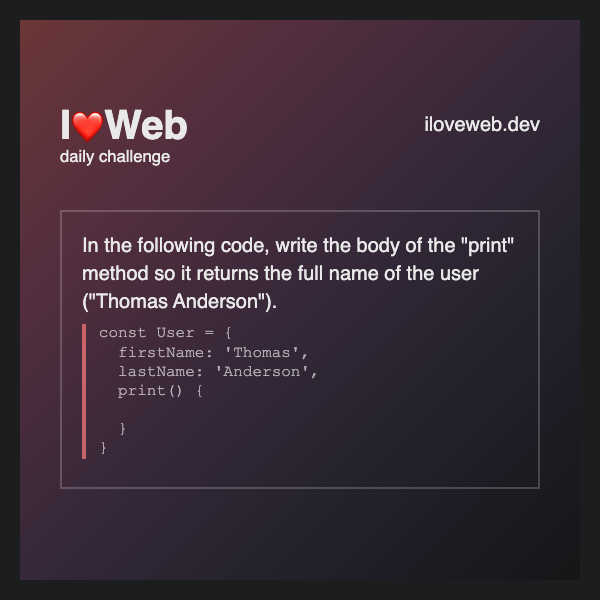 I❤️Web
iloveweb.dev
daily challenge
In the following code, write the body of the "print"
method so it returns the full name of the user
("Thomas Anderson").
const User = {
  firstName: 'Thomas',
  lastName: 'Anderson',
  print() {
  }
}